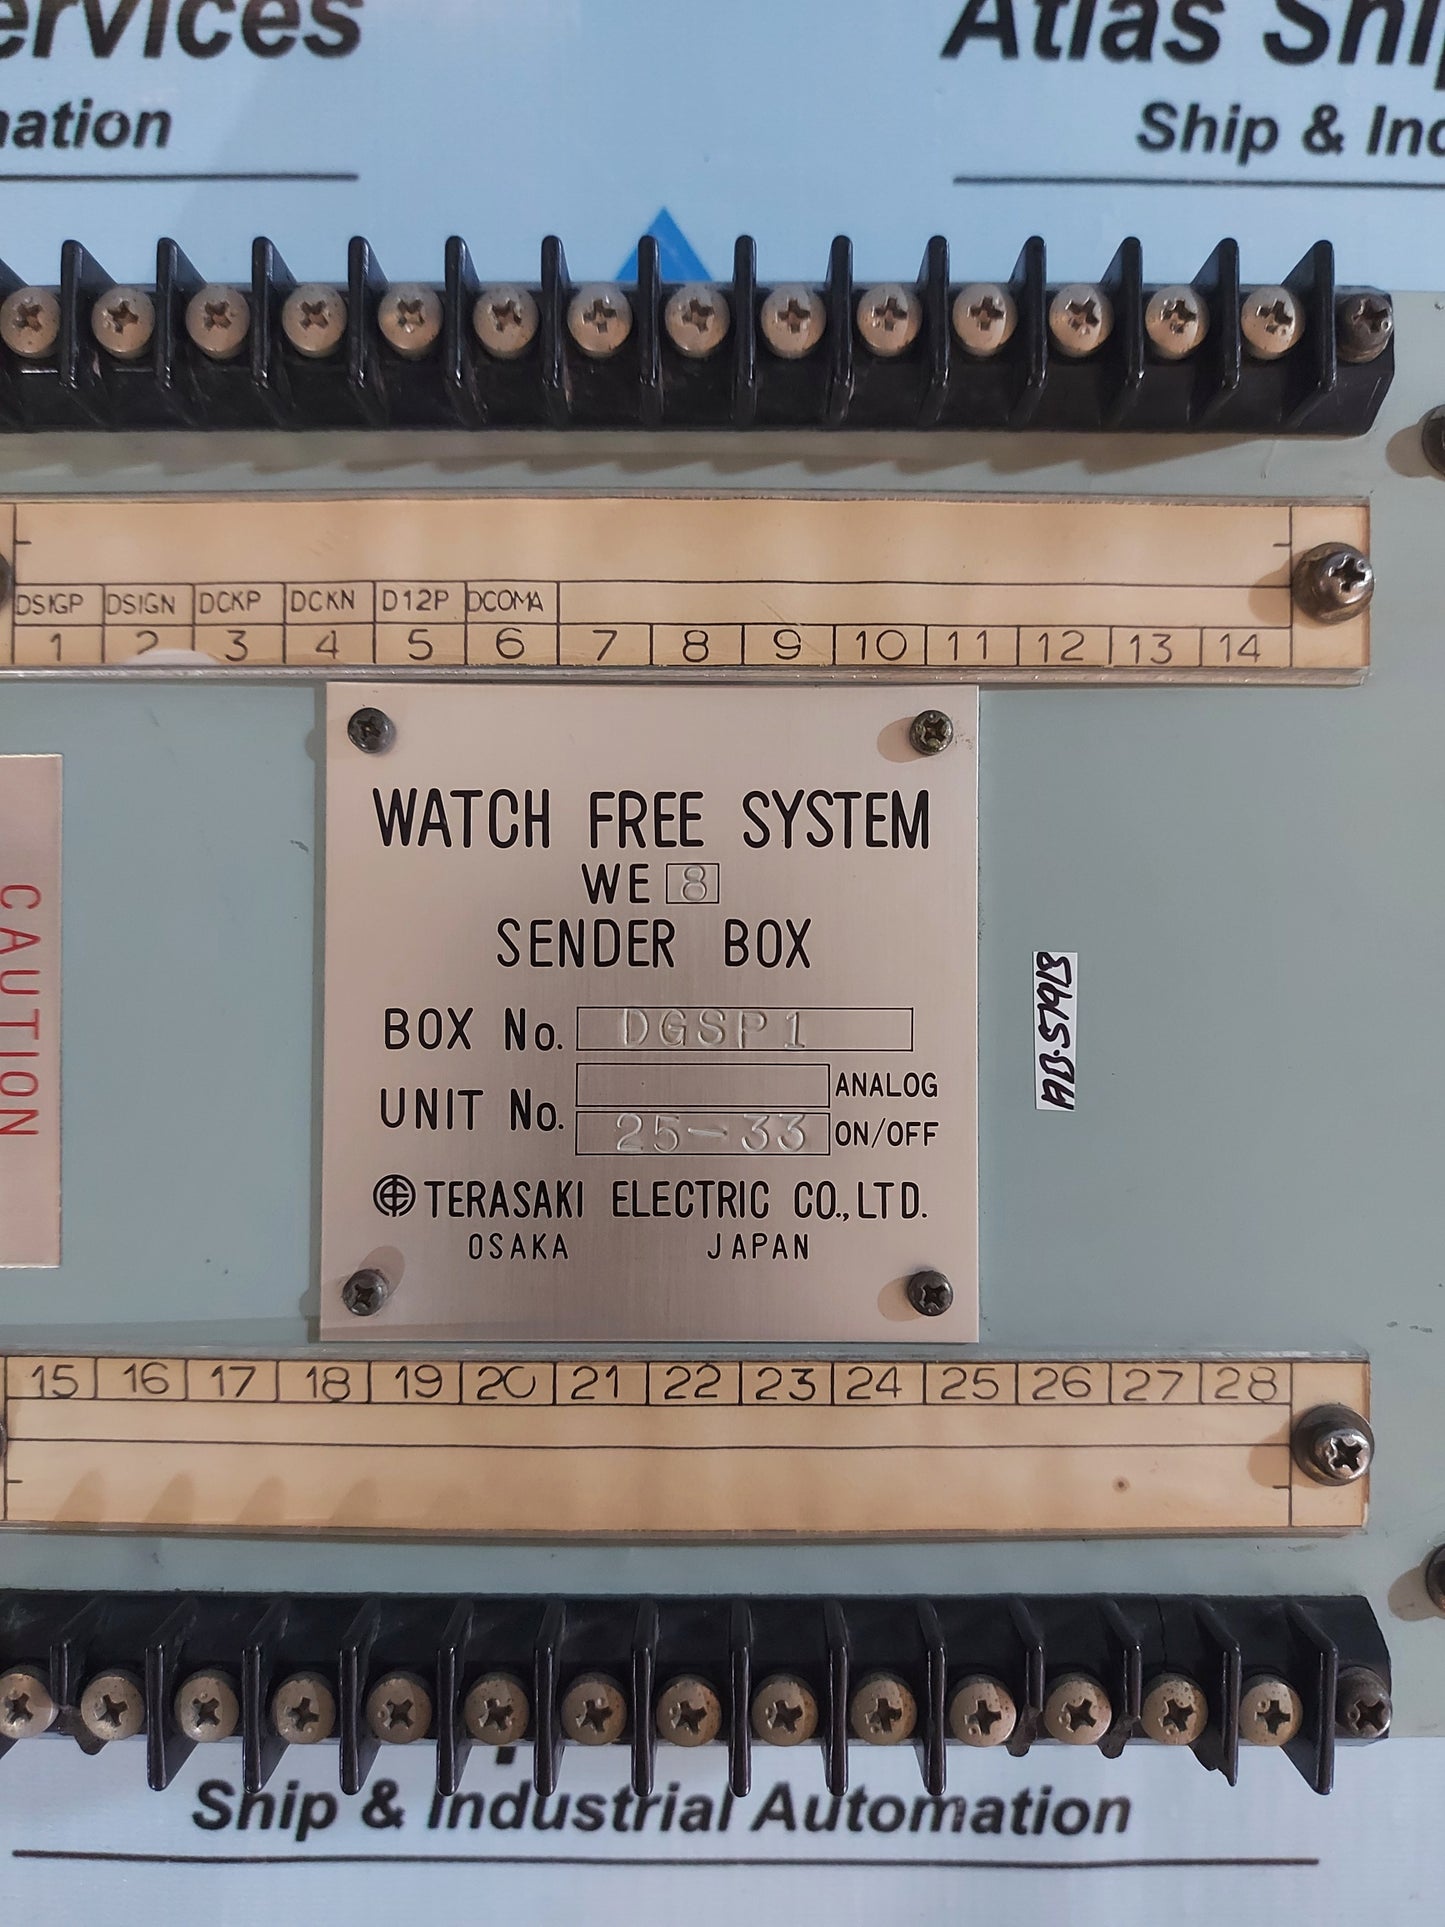 ervices
Atlas Ship
mation
Ship & Ind
DSIGP DSIGN DCKP DCKN D12P DCOMA
1 2 3 4 5 6 7 8 9 10 11 12 13 14
CAUTION
WATCH FREE SYSTEM
WE 8
SENDER BOX
BOX No. DGSP1
UNIT No. ANALOG
25-33 ON/OFF
TERASAKI ELECTRIC CO.,LTD.
OSAKA JAPAN
15 16 17 18 19 20 21 22 23 24 25 26 27 28
Ship & Industrial Automation